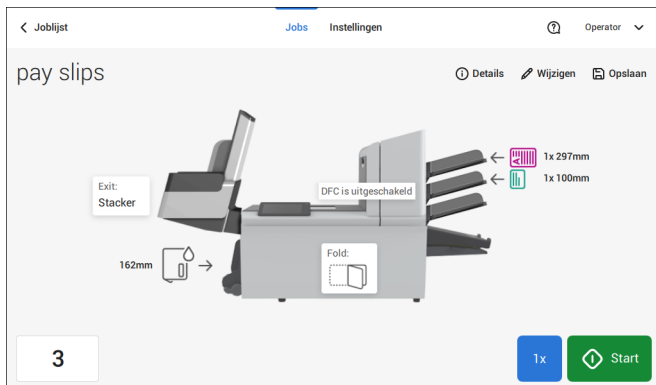 Joblijst
Jobs
Instellingen
Operator
pay slips
Details
Wijzigen
Opslaan
1x 297mm
1x 100mm
DFC is uitgeschakeld
Exit:
Stacker
162mm
Fold:
3
1x
Start